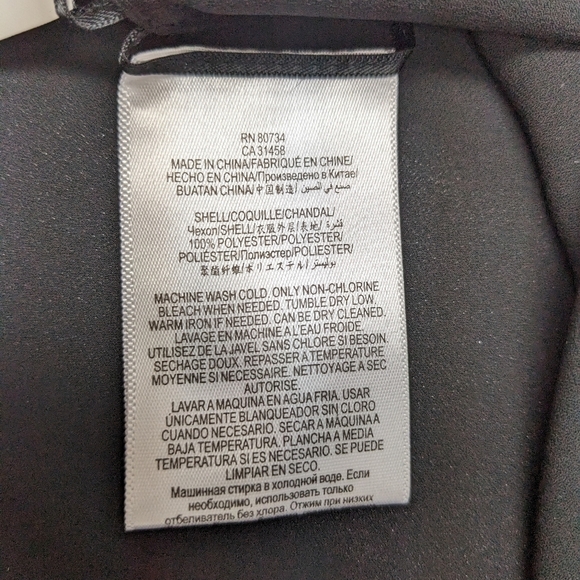 RN 80734
CA 31458
MADE IN CHINA/FABRIQUÉ EN CHINE/
HECHO EN CHINA/Произведено в Китае/
BUATAN CHINA/中国制造/ صنع في الصين/
SHELL/COQUILLE/CHANDAL/
Чехол/SHELL/衣服外层/表地/ قشرة/
100% POLYESTER/POLYESTER/
POLIÉSTER/Полиэстер/POLYESTER/
聚酯纤维/ポリエステル/ بوليستر/
MACHINE WASH COLD. ONLY NON-CHLORINE
BLEACH WHEN NEEDED. TUMBLE DRY LOW.
WARM IRON IF NEEDED. CAN BE DRY CLEANED.
LAVAGE EN MACHINE A L'EAU FROIDE.
UTILISEZ DE LA JAVEL SANS CHLORE SI BESOIN.
SECHAGE DOUX. REPASSER À TEMPERATURE
MOYENNE SI NECESSAIRE. NETTOYAGE A SEC
AUTORISE.
LAVAR A MAQUINA EN AGUA FRIA. USAR
ÚNICAMENTE BLANQUEADOR SIN CLORO
CUANDO NECESARIO. SECAR A MÁQUINA A
BAJA TEMPERATURA. PLANCHA A MEDIA
TEMPERATURA SI ES NECESARIO. SE PUEDE
LIMPIAR EN SECO.
Машинная стирка в холодной воде. Если
необходимо, использовать только
отбеливатель без хлора. Отжим при низких